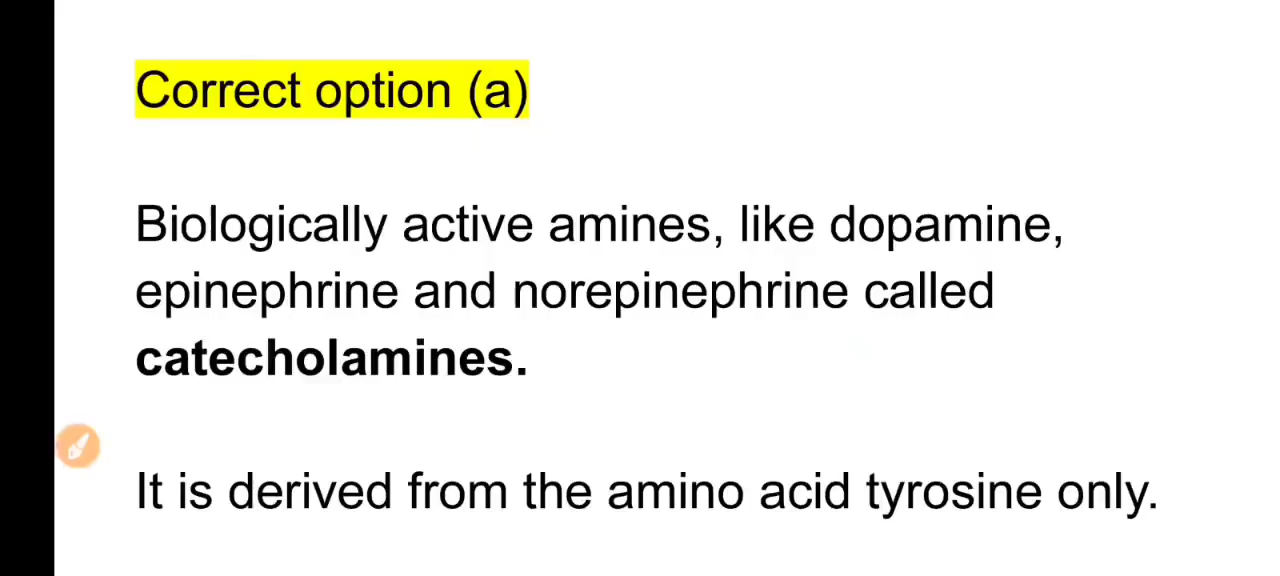 Correct option (a)
Biologically active amines, like dopamine,
epinephrine and norepinephrine called
catecholamines.
It is derived from the amino acid tyrosine only.